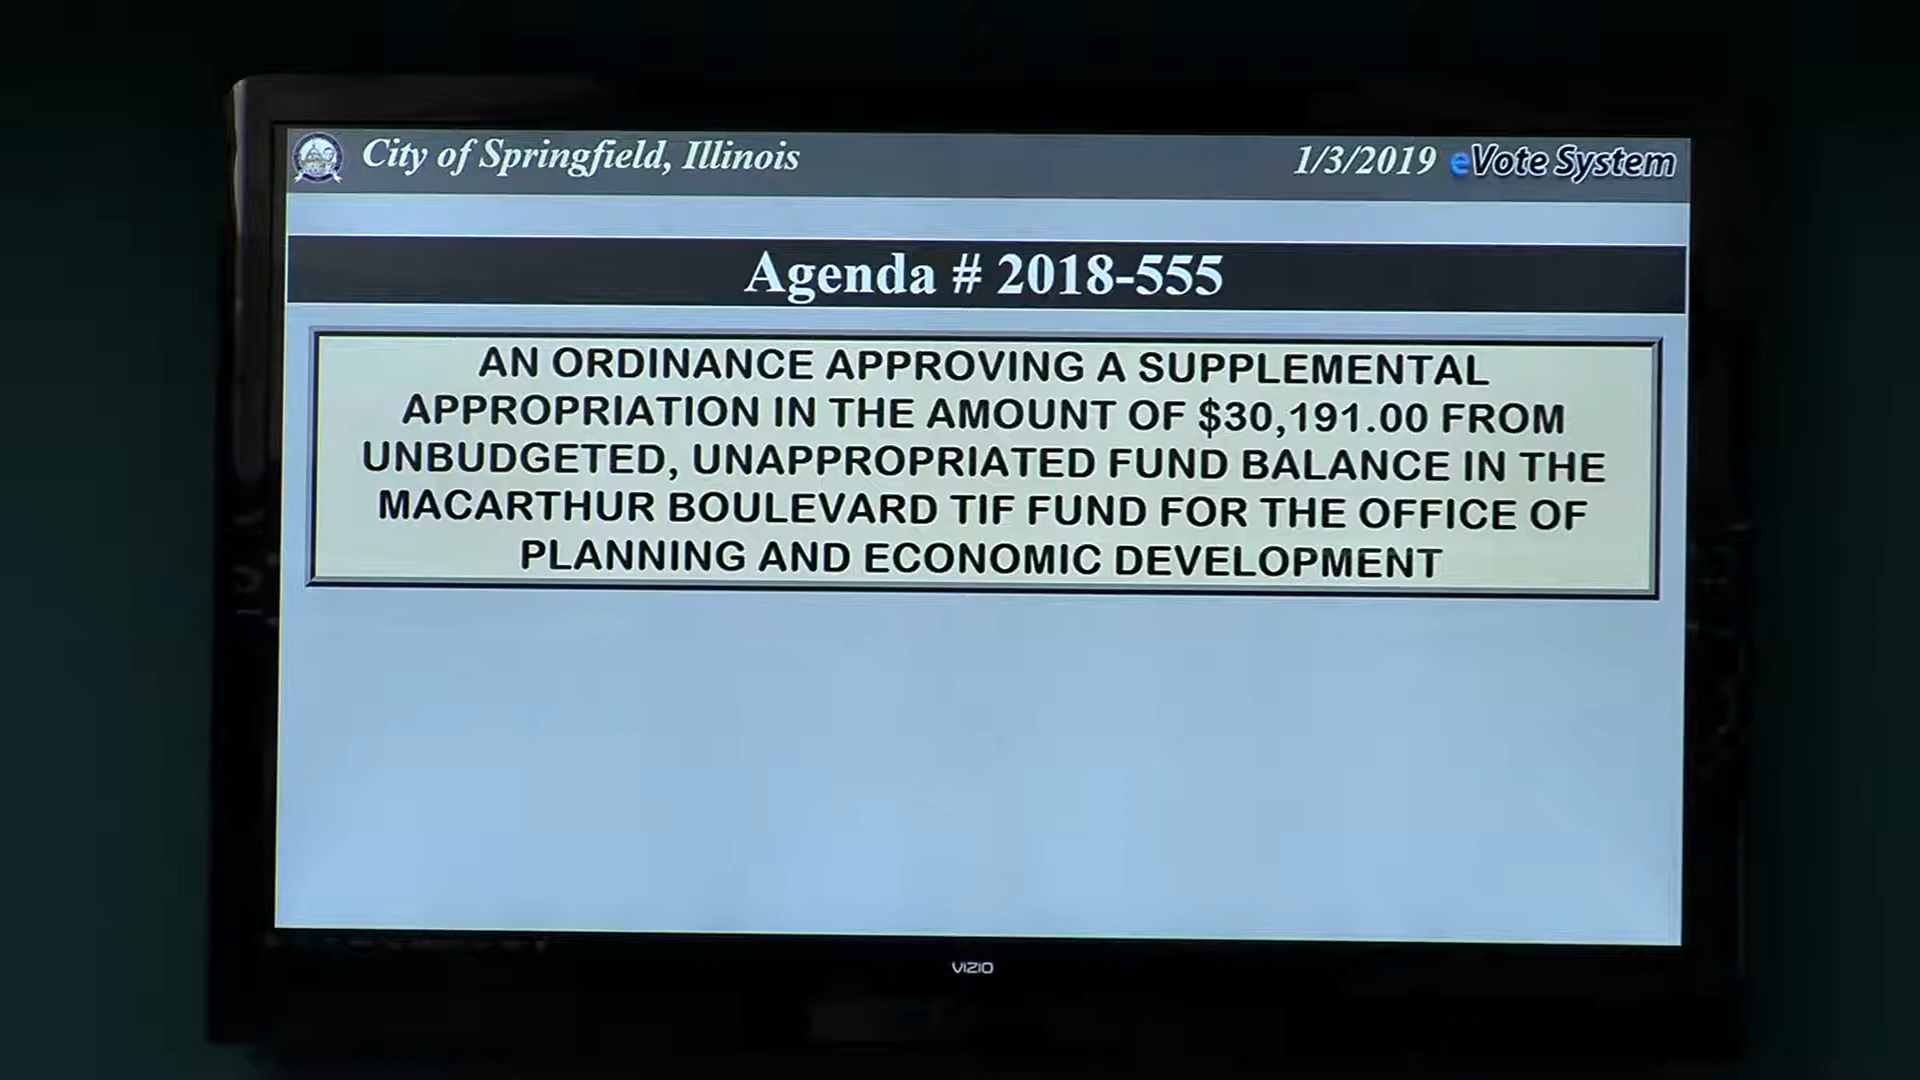 City of Springfield, Illinois
1/3/2019 eVote System
Agenda # 2018-555
AN ORDINANCE APPROVING A SUPPLEMENTAL
APPROPRIATION IN THE AMOUNT OF $30,191.00 FROM
UNBUDGETED, UNAPPROPRIATED FUND BALANCE IN THE
MACARTHUR BOULEVARD TIF FUND FOR THE OFFICE OF
PLANNING AND ECONOMIC DEVELOPMENT
VIZIO